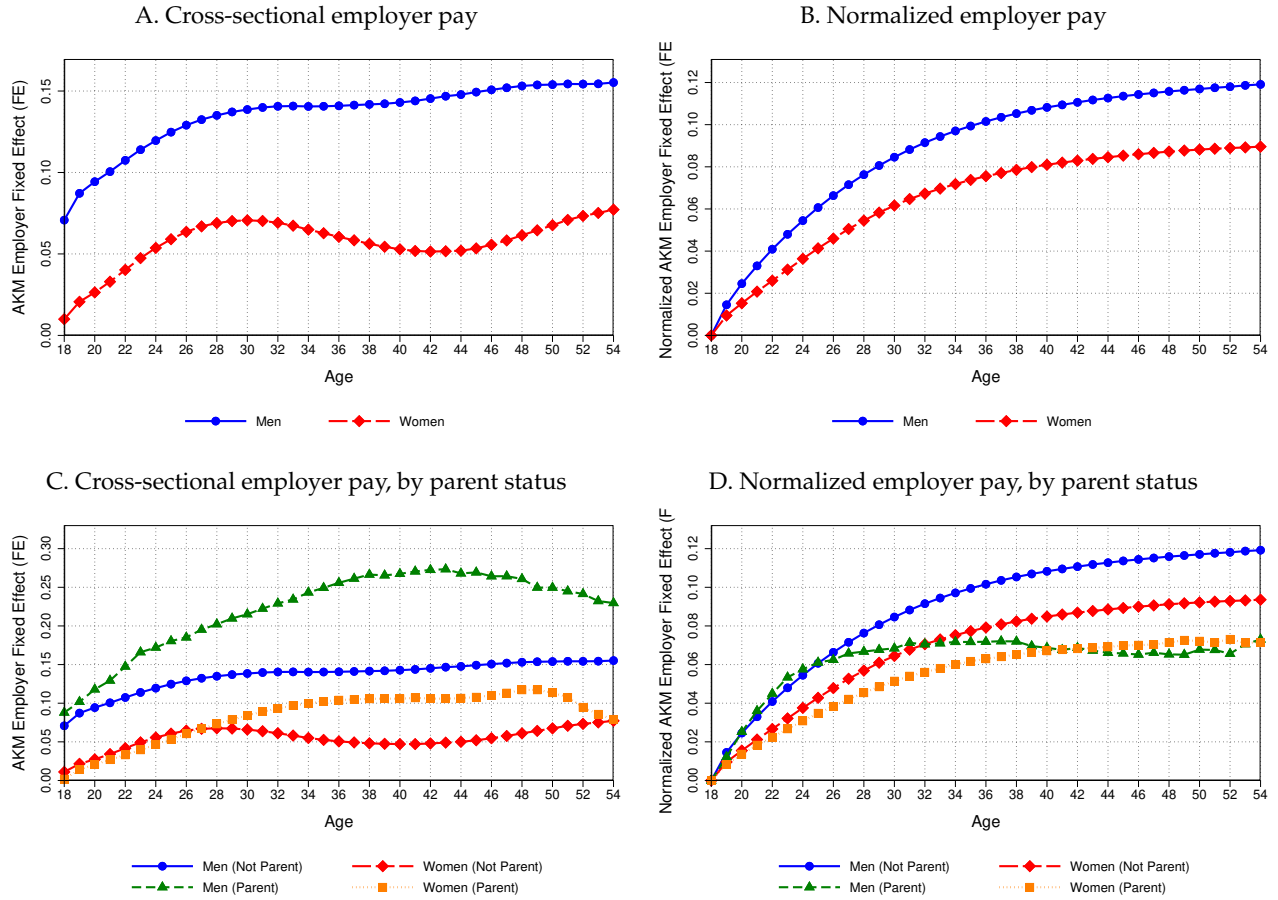 A. Cross-sectional employer pay
AKM Employer Fixed Effect (FE)
0.15
0.10
0.05
0.00
18 20 22 24 26 28 30 32 34 36 38 40 42 44 46 48 50 52 54
Age
Men Women
B. Normalized employer pay
Normalized AKM Employer Fixed Effect (FE
0.12
0.10
0.08
0.06
0.04
0.02
0.00
18 20 22 24 26 28 30 32 34 36 38 40 42 44 46 48 50 52 54
Age
Men Women
C. Cross-sectional employer pay, by parent status
AKM Employer Fixed Effect (FE)
0.30
0.25
0.20
0.15
0.10
0.05
0.00
18 20 22 24 26 28 30 32 34 36 38 40 42 44 46 48 50 52 54
Age
Men (Not Parent) Women (Not Parent)
Men (Parent) Women (Parent)
D. Normalized employer pay, by parent status
Normalized AKM Employer Fixed Effect (F
0.12
0.10
0.08
0.06
0.04
0.02
0.00
18 20 22 24 26 28 30 32 34 36 38 40 42 44 46 48 50 52 54
Age
Men (Not Parent) Women (Not Parent)
Men (Parent) Women (Parent)